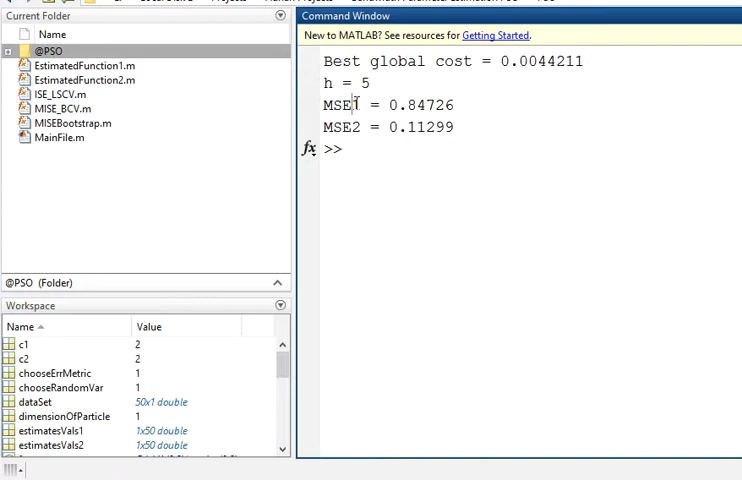 Current Folder
Name
@PSO
EstimatedFunction1.m
EstimatedFunction2.m
ISE_LSCV.m
MISE_BCV.m
MISEBootstrap.m
MainFile.m
@PSO (Folder)
Workspace
Name Value
c1 2
c2 2
chooseErrMetric 1
chooseRandomVar 1
dataSet 50x1 double
dimensionOfParticle 1
estimatesVals1 1x50 double
estimatesVals2 1x50 double
Command Window
New to MATLAB? See resources for Getting Started.
Best global cost = 0.0044211
h = 5
MSE1 = 0.84726
MSE2 = 0.11299
fx >>